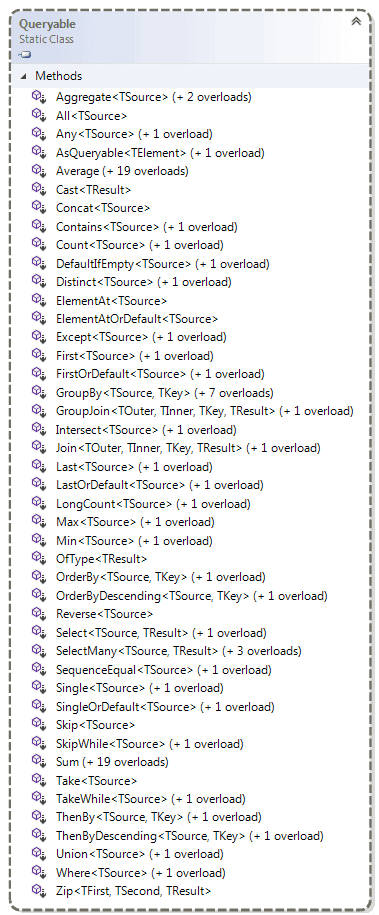 Queryable
Static Class
Methods
Aggregate<TSource> (+ 2 overloads)
All<TSource>
Any<TSource> (+ 1 overload)
AsQueryable<TElement> (+ 1 overload)
Average (+ 19 overloads)
Cast<TResult>
Concat<TSource>
Contains<TSource> (+ 1 overload)
Count<TSource> (+ 1 overload)
DefaultIfEmpty<TSource> (+ 1 overload)
Distinct<TSource> (+ 1 overload)
ElementAt<TSource>
ElementAtOrDefault<TSource>
Except<TSource> (+ 1 overload)
First<TSource> (+ 1 overload)
FirstOrDefault<TSource> (+ 1 overload)
GroupBy<TSource, TKey> (+ 7 overloads)
GroupJoin<TOuter, TInner, TKey, TResult> (+ 1 overload)
Intersect<TSource> (+ 1 overload)
Join<TOuter, TInner, TKey, TResult> (+ 1 overload)
Last<TSource> (+ 1 overload)
LastOrDefault<TSource> (+ 1 overload)
LongCount<TSource> (+ 1 overload)
Max<TSource> (+ 1 overload)
Min<TSource> (+ 1 overload)
OfType<TResult>
OrderBy<TSource, TKey> (+ 1 overload)
OrderByDescending<TSource, TKey> (+ 1 overload)
Reverse<TSource>
Select<TSource, TResult> (+ 1 overload)
SelectMany<TSource, TResult> (+ 3 overloads)
SequenceEqual<TSource> (+ 1 overload)
Single<TSource> (+ 1 overload)
SingleOrDefault<TSource> (+ 1 overload)
Skip<TSource>
SkipWhile<TSource> (+ 1 overload)
Sum (+ 19 overloads)
Take<TSource>
TakeWhile<TSource> (+ 1 overload)
ThenBy<TSource, TKey> (+ 1 overload)
ThenByDescending<TSource, TKey> (+ 1 overload)
Union<TSource> (+ 1 overload)
Where<TSource> (+ 1 overload)
Zip<TFirst, TSecond, TResult>